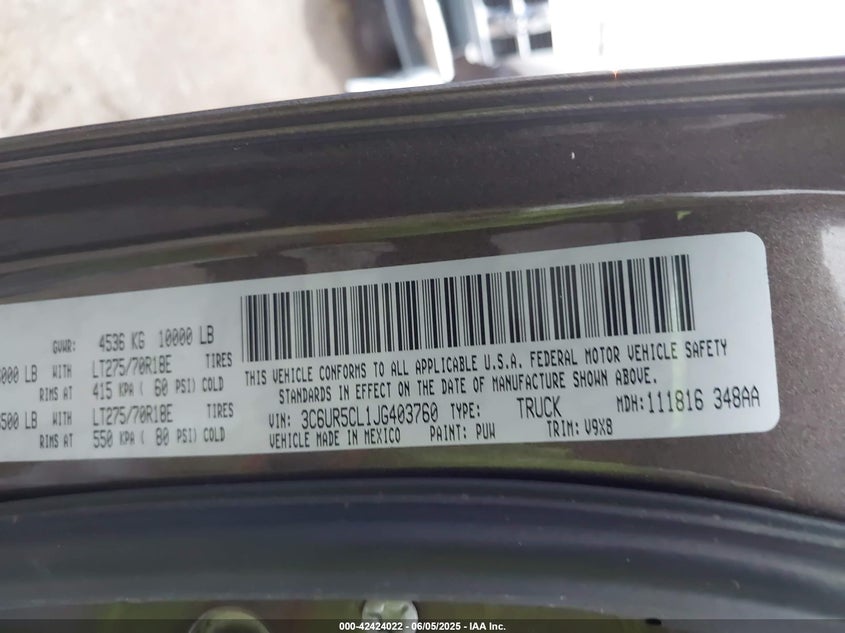 GVWR: 4536 KG 10000 LB
000 LB WITH LT275/70R18E TIRES
RIMS AT 415 KPA ( 60 PSI) COLD
500 LB WITH LT275/70R18E TIRES
RIMS AT 550 KPA ( 80 PSI) COLD
THIS VEHICLE CONFORMS TO ALL APPLICABLE U.S.A. FEDERAL MOTOR VEHICLE SAFETY
STANDARDS IN EFFECT ON THE DATE OF MANUFACTURE SHOWN ABOVE.
VIN: 3C6UR5CL1JG403760 TYPE: TRUCK MDH: 111816 348AA
VEHICLE MADE IN MEXICO PAINT: PUW TRIM: V9X8
000-42424022 - 06/05/2025 - IAA Inc.